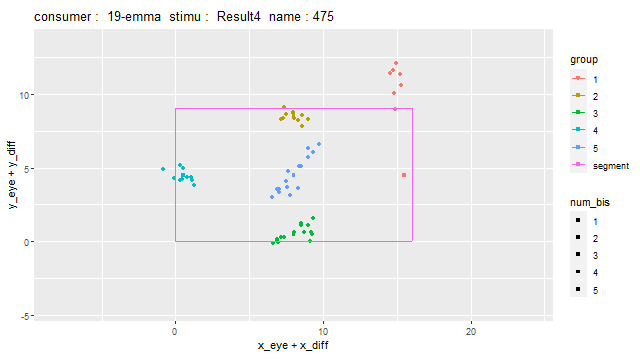 consumer : 19-emma stimu : Result4 name : 475
y_eye + y_diff
10
5
0
-5
0
10
20
x_eye + x_diff
group
1
2
3
4
5
segment
num_bis
1
2
3
4
5